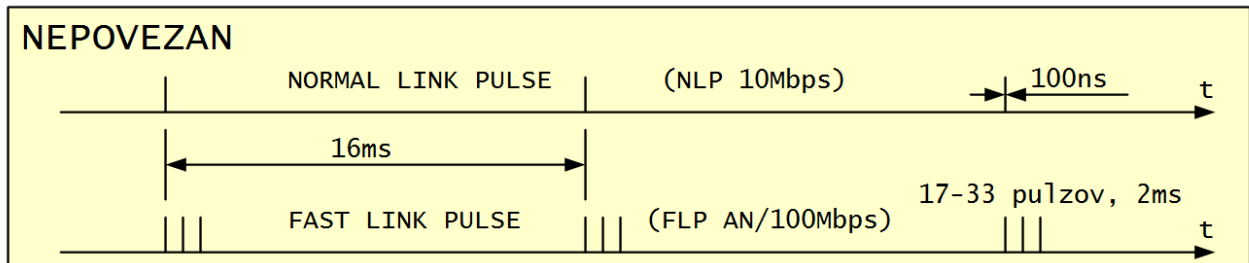 NEPOVEZAN
NORMAL LINK PULSE (NLP 10Mbps) 100ns t
16ms
17-33 pulzov, 2ms
FAST LINK PULSE (FLP AN/100Mbps) t